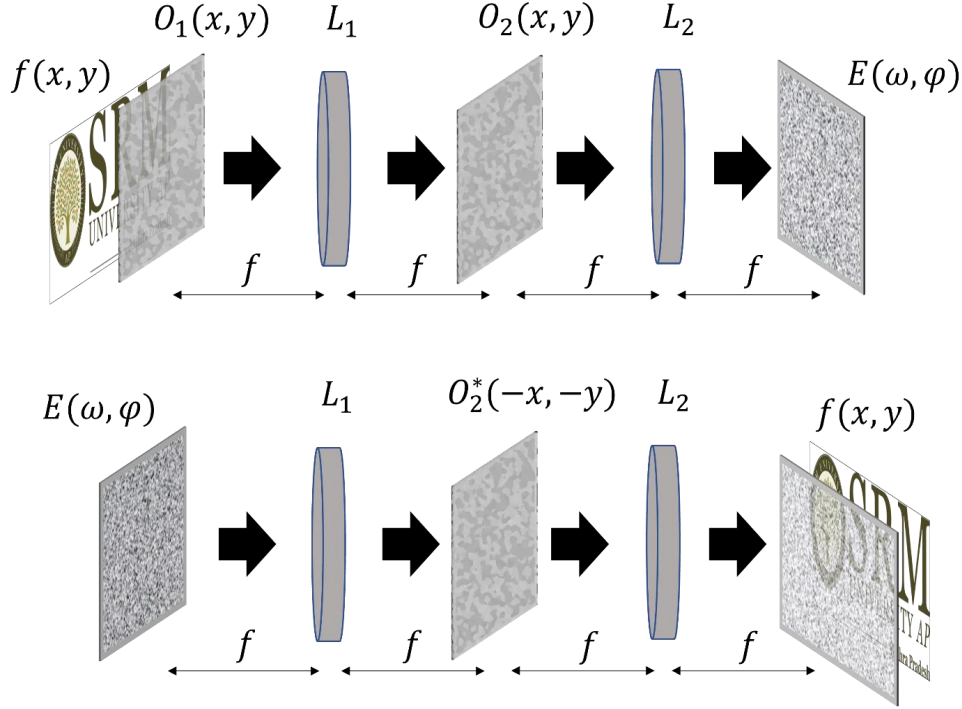 O₁(x, y) L₁ O₂(x, y) L₂
f(x, y) E(ω, φ)
SRM
f f f f
L₁ O₂*(−x, −y) L₂
E(ω, φ) f(x, y)
SRM
f f f f